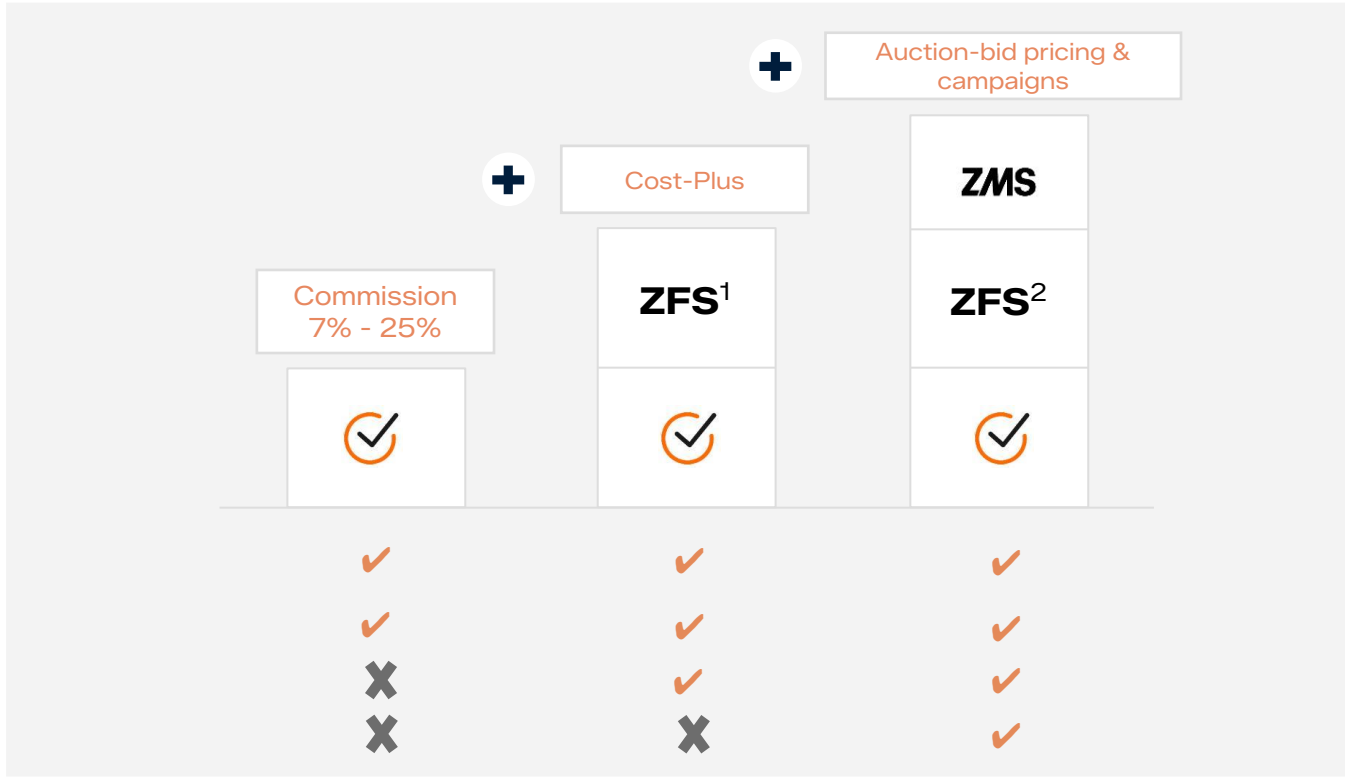 Auction-bid pricing &
campaigns
Cost-Plus
ZMS
Commission
7% - 25%
ZFS1
ZFS2